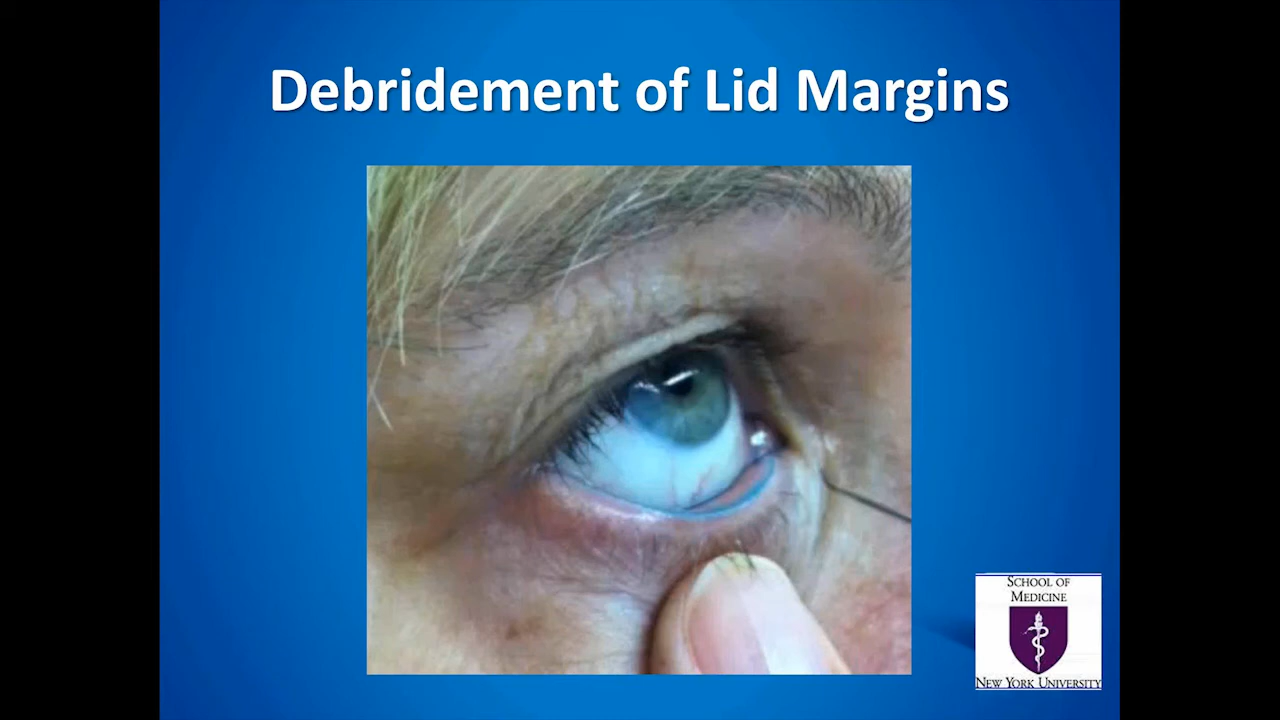 Debridement of Lid Margins
SCHOOL OF
MEDICINE
NEW YORK UNIVERSITY